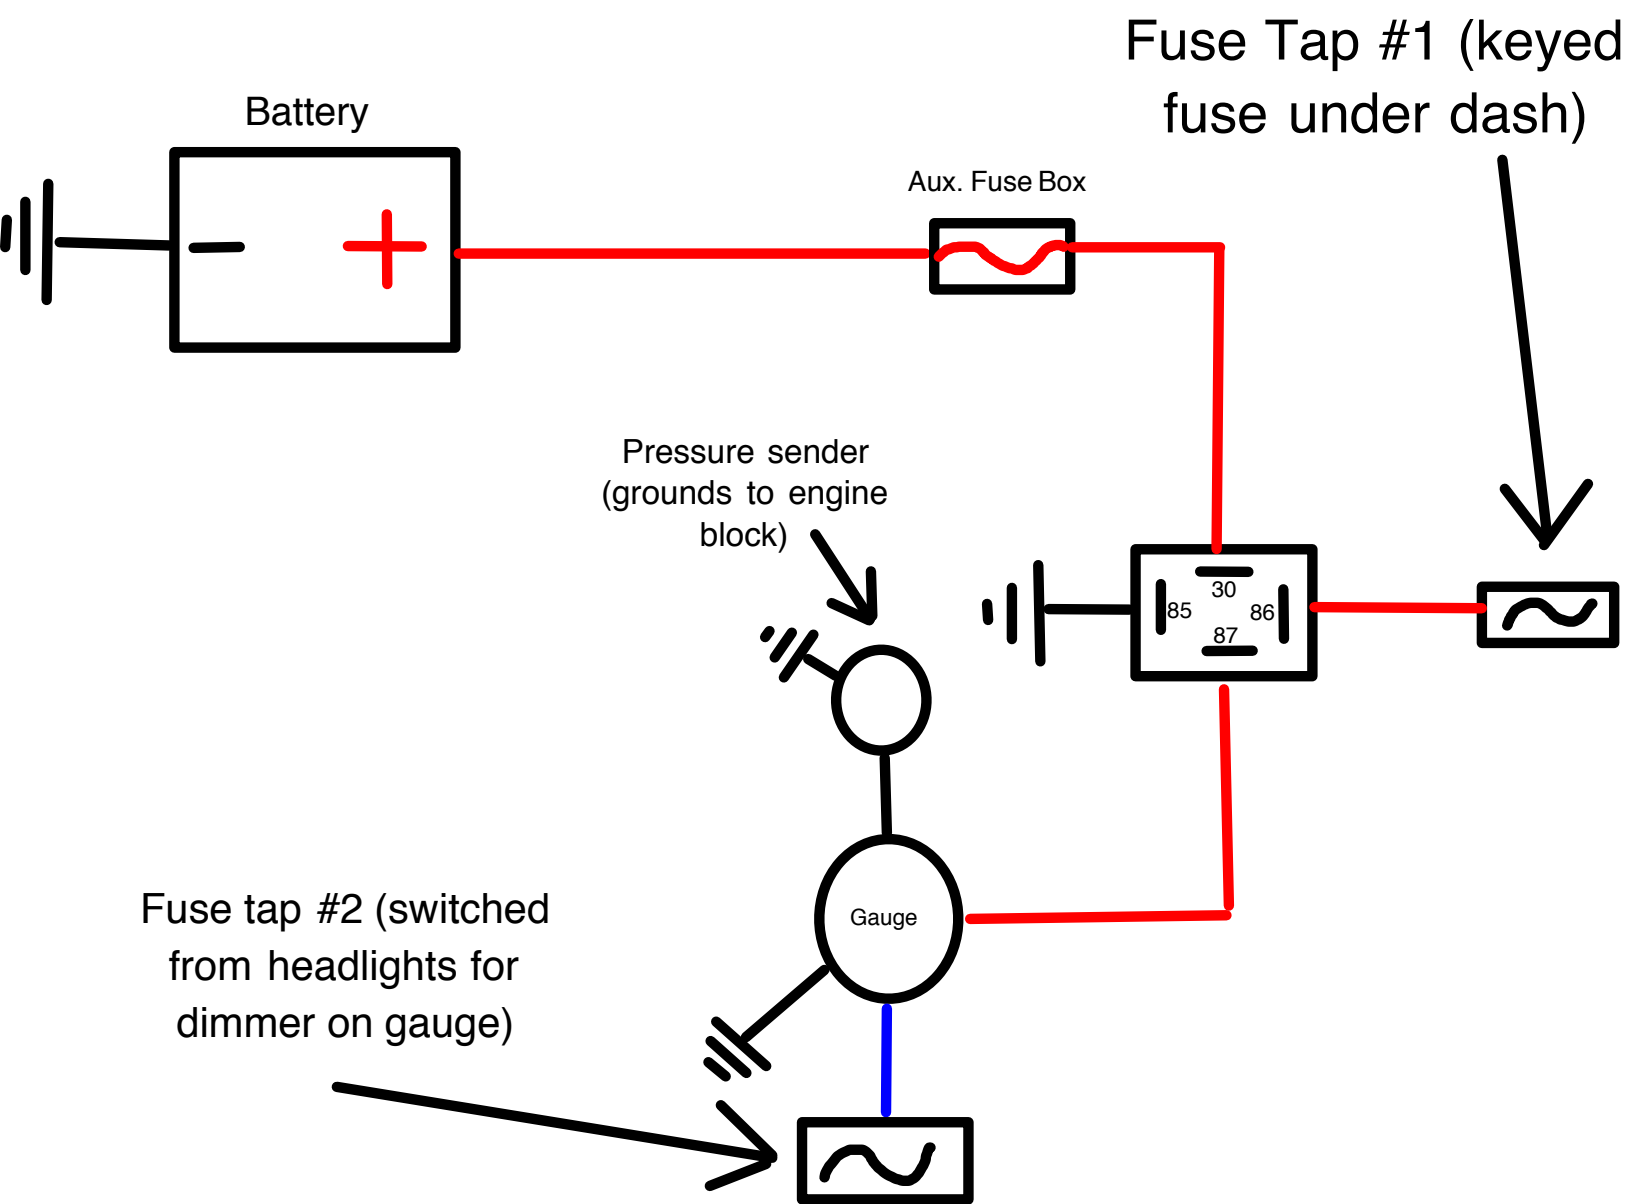 Fuse Tap #1 (keyed
fuse under dash)
Battery
Aux. Fuse Box
Pressure sender
(grounds to engine
block)
30
85
86
87
Gauge
Fuse tap #2 (switched
from headlights for
dimmer on gauge)